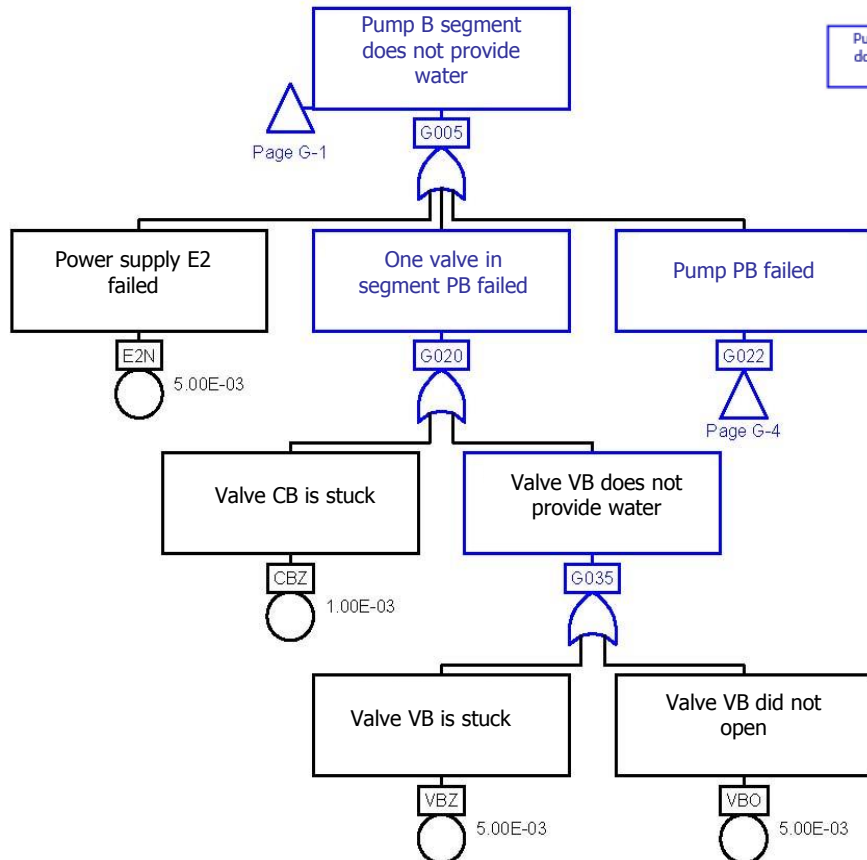 Pump B segment
does not provide
water
Page G-1
G005
Power supply E2
failed
One valve in
segment PB failed
Pump PB failed
E2N
5.00E-03
G020
G022
Page G-4
Valve CB is stuck
Valve VB does not
provide water
CBZ
1.00E-03
G035
Valve VB is stuck
Valve VB did not
open
VBZ
5.00E-03
VBO
5.00E-03